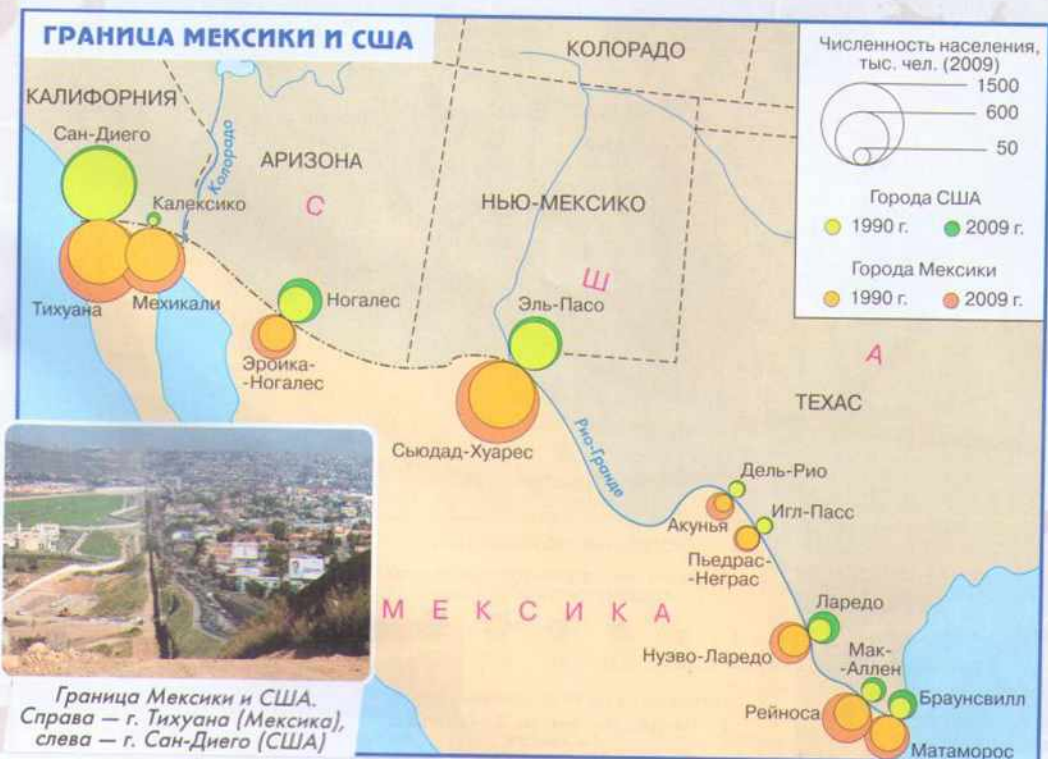 ГРАНИЦА МЕКСИКИ И США
КОЛОРАДО
КАЛИФОРНИЯ
Сан-Диего
Колорадо
АРИЗОНА
Калексико
С
НЬЮ-МЕКСИКО
Ш
А
Тихуана
Мехикали
Ногалес
Эройка-
-Ногалес
Эль-Пасо
Сьюдад-Хуарес
ТЕХАС
Рио-Гранде
Дель-Рио
Акунья
Игл-Пасс
Пьедрас-
-Неграс
МЕКСИКА
Ларедо
Нуэво-Ларедо
Мак-
-Аллен
Браунсвилл
Рейноса
Матаморос
Численность населения,
тыс. чел. (2009)
1500
600
50
Города США
1990 г.
2009 г.
Города Мексики
1990 г.
2009 г.
Граница Мексики и США.
Справа — г. Тихуана (Мексика),
слева — г. Сан-Диего (США)